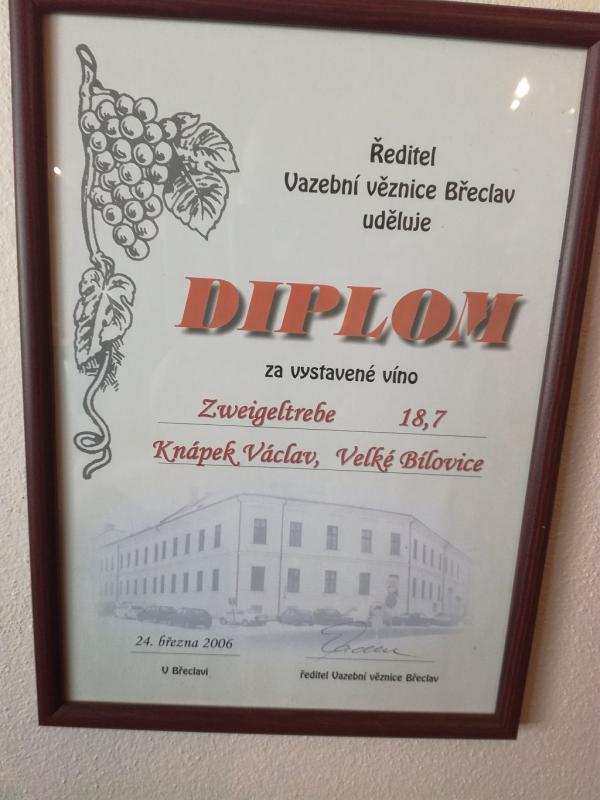 Ředitel
Vazební věznice Břeclav
uděluje
DIPLOM
za vystavené víno
Zweigeltrebe 18,7
Knápek Václav, Velké Bílovice
24. března 2006
V Břeclavi
ředitel Vazební věznice Břeclav